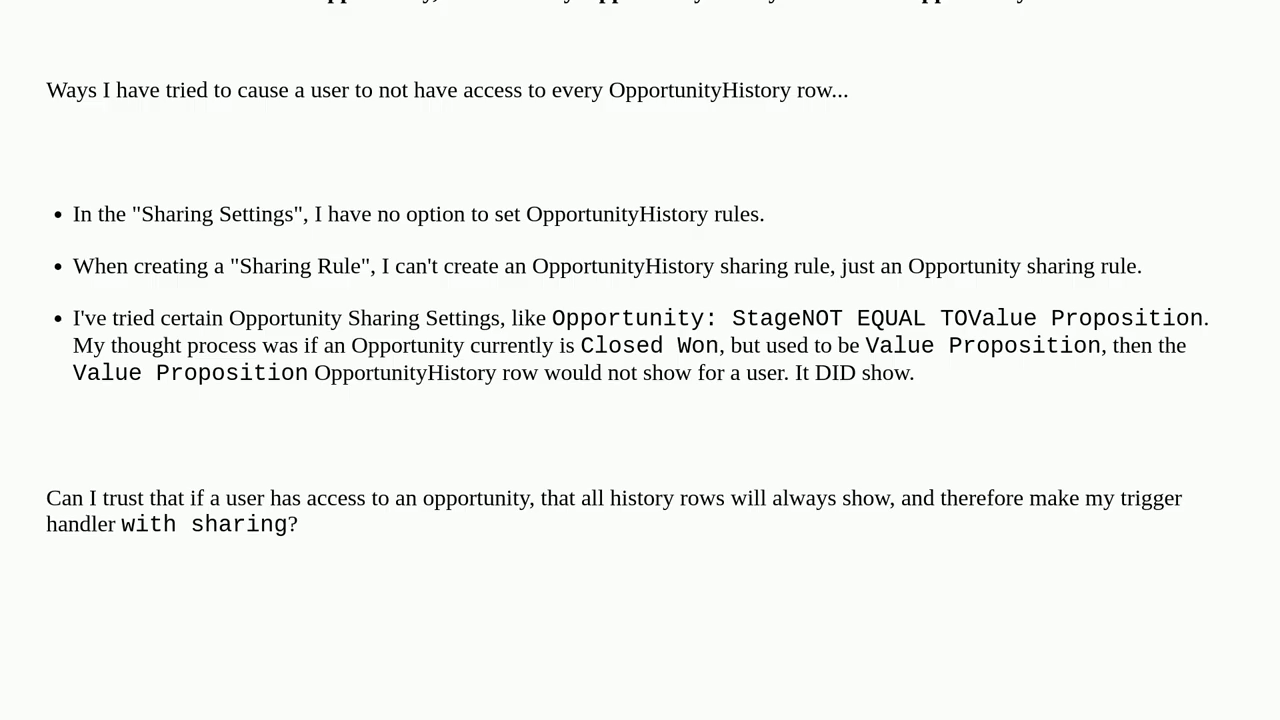 Ways I have tried to cause a user to not have access to every OpportunityHistory row...
• In the "Sharing Settings", I have no option to set OpportunityHistory rules.
• When creating a "Sharing Rule", I can't create an OpportunityHistory sharing rule, just an Opportunity sharing rule.
• I've tried certain Opportunity Sharing Settings, like Opportunity: StageNOT EQUAL TOValue Proposition.
My thought process was if an Opportunity currently is Closed Won, but used to be Value Proposition, then the
Value Proposition OpportunityHistory row would not show for a user. It DID show.
Can I trust that if a user has access to an opportunity, that all history rows will always show, and therefore make my trigger
handler with sharing?